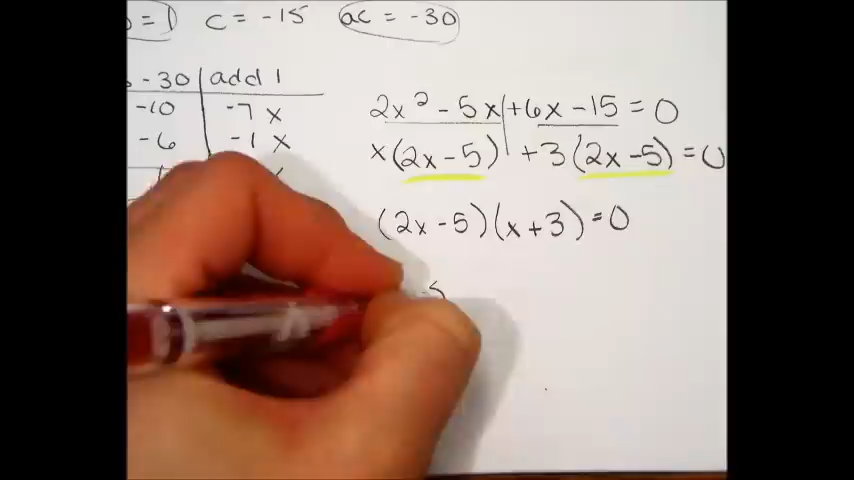 = 1 c = -15 ac = -30
-30 add 1
-10 -7 x
-6 -1 x
2x² - 5x + 6x - 15 = 0
x(2x - 5) + 3(2x - 5) = 0
(2x - 5)(x + 3) = 0